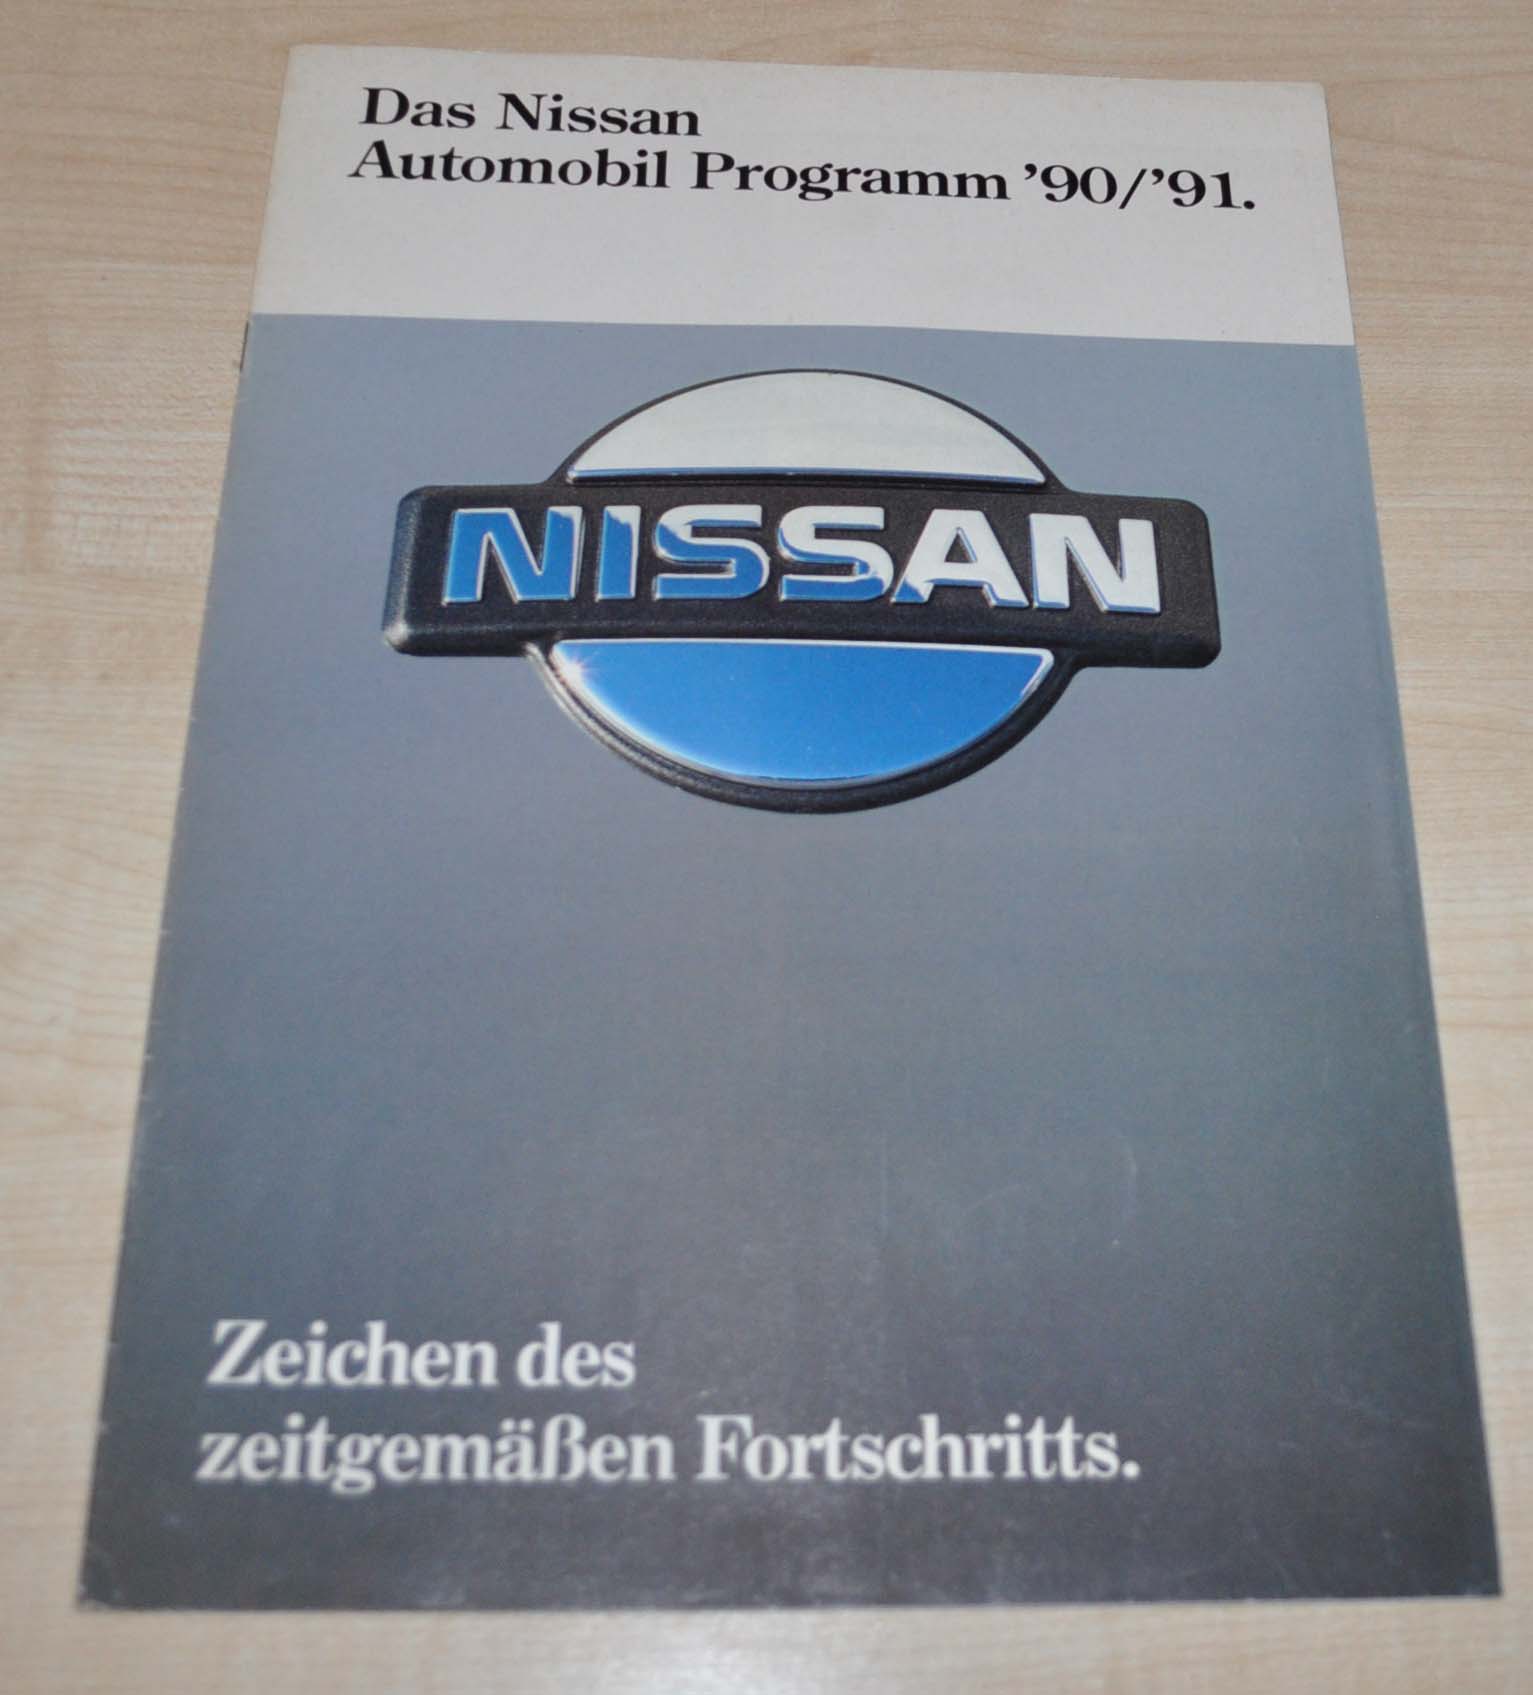 Das Nissan
Automobil Programm ’90/’91.
NISSAN
Zeichen des
zeitgemäßen Fortschritts.